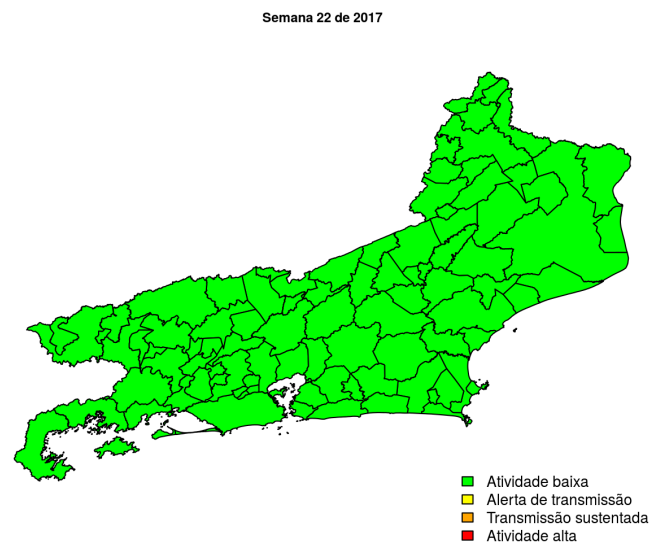 Semana 22 de 2017
Atividade baixa
Alerta de transmissão
Transmissão sustentada
Atividade alta